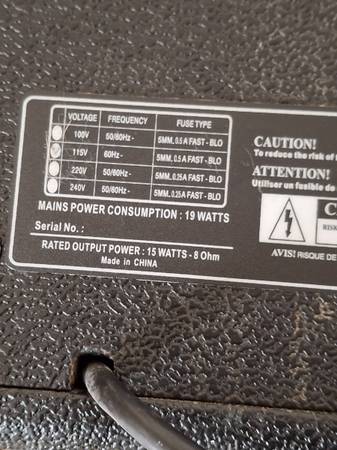 VOLTAGE FREQUENCY FUSE TYPE
100V 50/60Hz~ 5MM, 0.5 A FAST - BLO
115V 60Hz~ 5MM, 0.5 A FAST - BLO
220V 50/60Hz~ 5MM, 0.25 A FAST - BLO
240V 50/60Hz~ 5MM, 0.25 A FAST - BLO
MAINS POWER CONSUMPTION : 19 WATTS
Serial No. :
RATED OUTPUT POWER : 15 WATTS - 8 Ohm
Made in CHINA
CAUTION!
To reduce the risk of
ATTENTION!
Utiliser un fusible de
RISK
AVIS! RISQUE DE